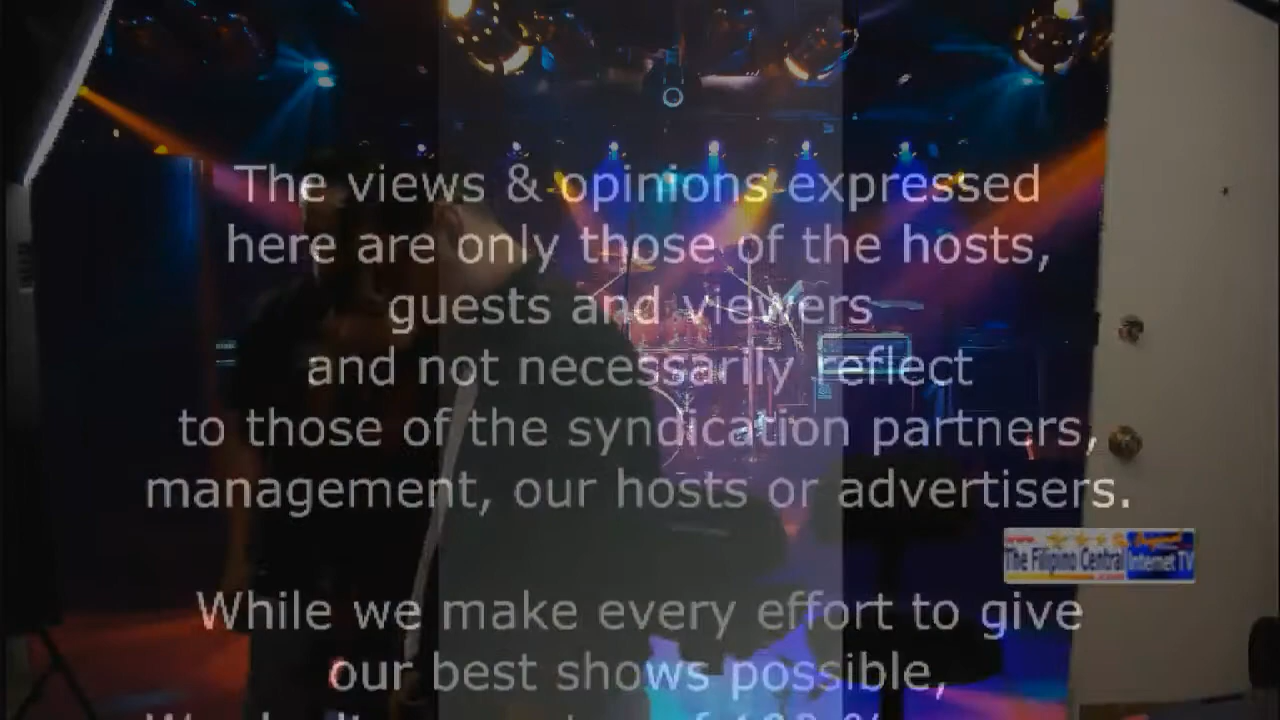 The views & opinions expressed
here are only those of the hosts,
guests and viewers
and not necessarily reflect
to those of the syndication partners,
management, our hosts or advertisers.
www.
The Filipino Central Internet TV
.com
While we make every effort to give
our best shows possible,